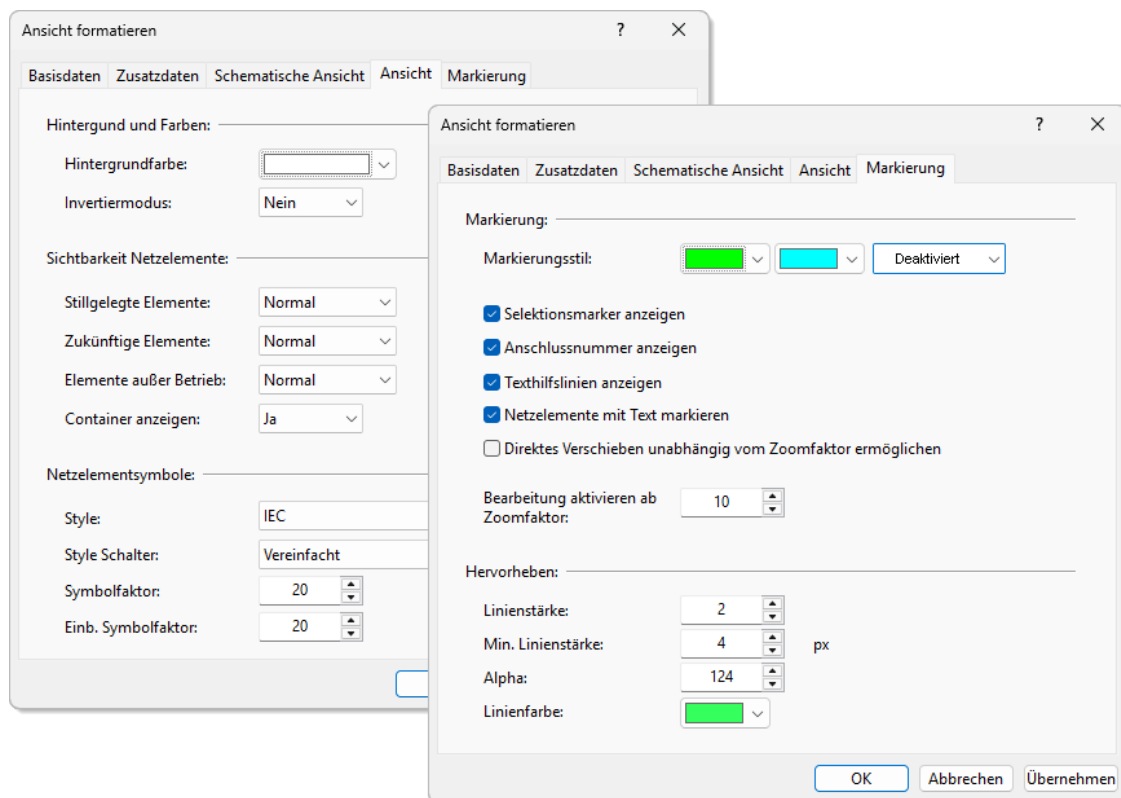 Ansicht formatieren
?
Basisdaten Zusatzdaten Schematische Ansicht Ansicht Markierung
Hintergund und Farben:
Hintergrundfarbe:
Invertiermodus: Nein
Sichtbarkeit Netzelemente:
Stillgelegte Elemente: Normal
Zukünftige Elemente: Normal
Elemente außer Betrieb: Normal
Container anzeigen: Ja
Netzelementsymbole:
Style: IEC
Style Schalter: Vereinfacht
Symbolfaktor: 20
Einb. Symbolfaktor: 20
Ansicht formatieren
?
Basisdaten Zusatzdaten Schematische Ansicht Ansicht Markierung
Markierung:
Markierungsstil: Deaktiviert
Selektionsmarker anzeigen
Anschlussnummer anzeigen
Texthilfslinien anzeigen
Netzelemente mit Text markieren
Direktes Verschieben unabhängig vom Zoomfaktor ermöglichen
Bearbeitung aktivieren ab
Zoomfaktor: 10
Hervorheben:
Linienstärke: 2
Min. Linienstärke: 4 px
Alpha: 124
Linienfarbe:
OK Abbrechen Übernehmen